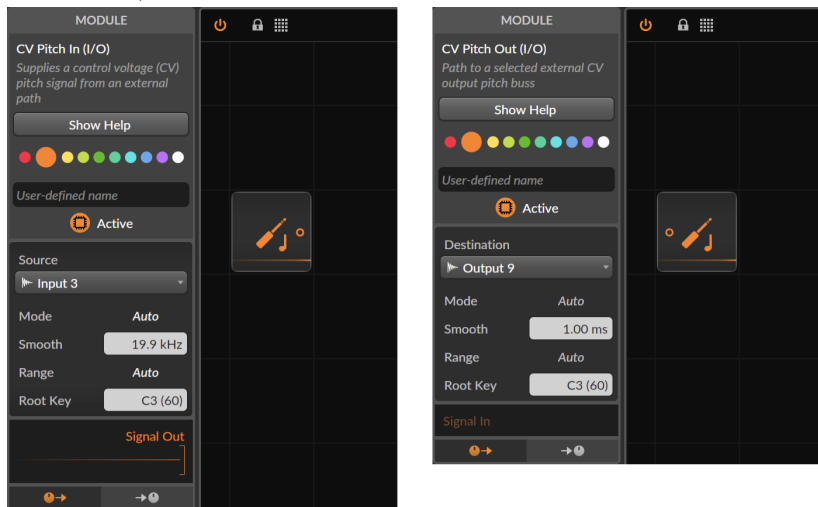 MODULE
CV Pitch In (I/O)
Supplies a control voltage (CV)
pitch signal from an external
path
Show Help
User-defined name
Active
Source
Input 3
Mode Auto
Smooth 19.9 kHz
Range Auto
Root Key C3 (60)
Signal Out
MODULE
CV Pitch Out (I/O)
Path to a selected external CV
output pitch buss
Show Help
User-defined name
Active
Destination
Output 9
Mode Auto
Smooth 1.00 ms
Range Auto
Root Key C3 (60)
Signal In